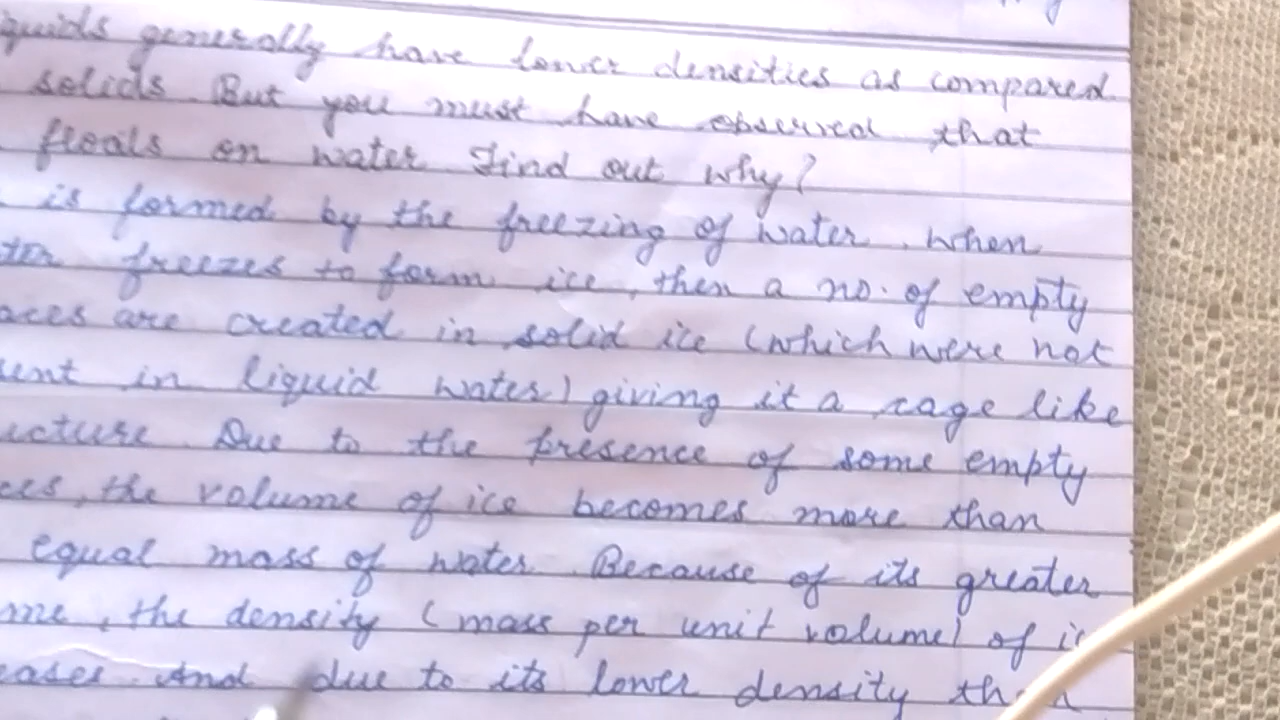 iquids generally have lower densities as compared
solids. But you must have observed that
floats on water. Find out why?
is formed by the freezing of water. When
ter freezes to form ice, then a no. of empty
aces are created in solid ice (which were not
sent in liquid water) giving it a cage like
ucture. Due to the presence of some empty
ces, the volume of ice becomes more than
equal mass of water. Because of its greater
me, the density (mass per unit volume) of ic
eases. And due to its lower density than